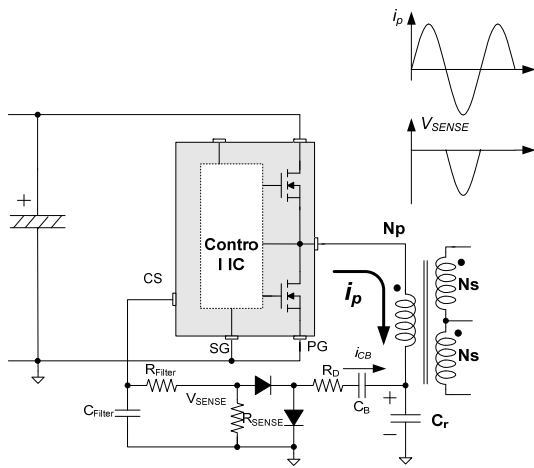 ip
VSENSE
+
Np
Contro
l IC
CS
ip
Ns
Ns
SG
PG
iCB
RFilter
RD
VSENSE
CFilter
RSENSE
CB
+
Cr
−